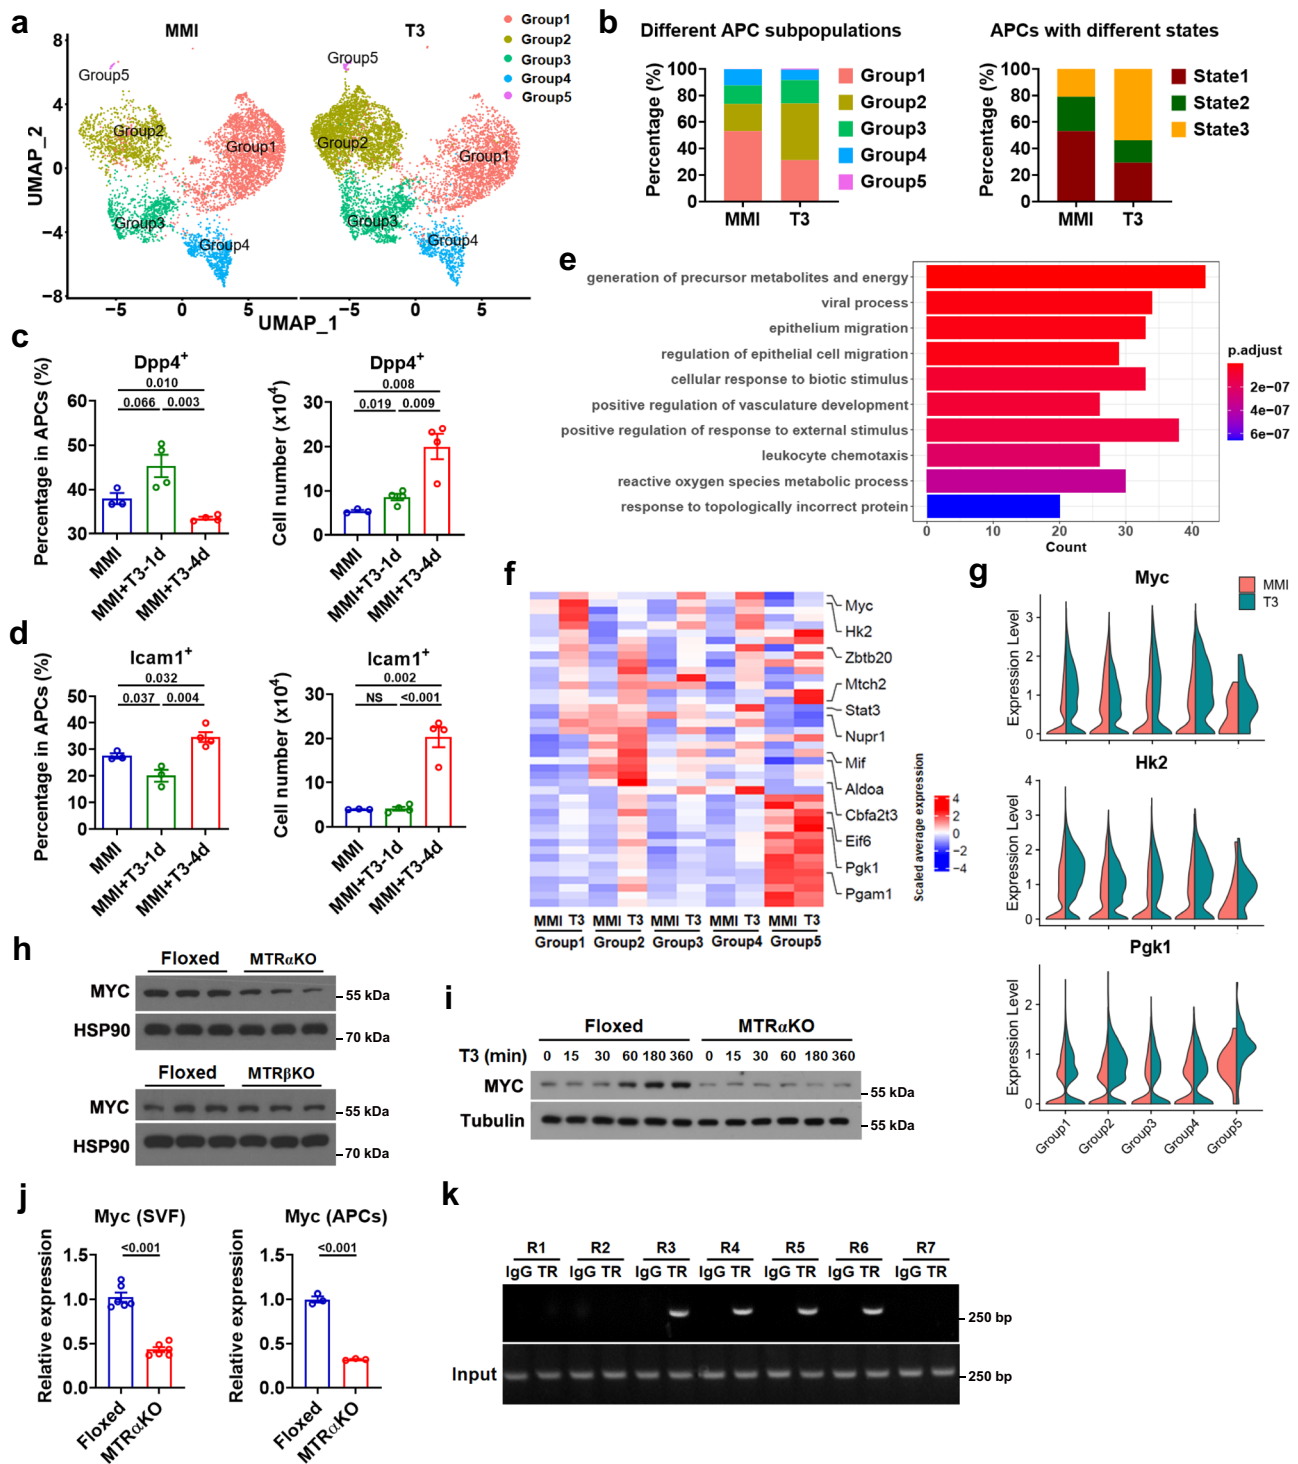 a
MMI
T3
Group1
Group2
Group3
Group4
Group5
8
4
0
−4
−8
UMAP_2
Group5
Group2
Group1
Group3
Group4
Group5
Group2
Group1
Group3
Group4
−5 0 5 −5 0 5
UMAP_1
b
Different APC subpopulations
Percentage (%)
100
80
60
40
20
0
MMI T3
Group1
Group2
Group3
Group4
Group5
APCs with different states
Percentage (%)
100
80
60
40
20
0
MMI T3
State1
State2
State3
c
Dpp4+
Percentage in APCs (%)
0.010
0.066 0.003
60
50
40
30
MMI
MMI+T3-1d
MMI+T3-4d
Dpp4+
Cell number (x10⁴)
0.008
0.019 0.009
30
20
10
0
MMI
MMI+T3-1d
MMI+T3-4d
d
Icam1+
Percentage in APCs (%)
0.032
0.037 0.004
50
40
30
20
10
0
MMI
MMI+T3-1d
MMI+T3-4d
Icam1+
Cell number (x10⁴)
0.002
NS <0.001
30
20
10
0
MMI
MMI+T3-1d
MMI+T3-4d
e
generation of precursor metabolites and energy
viral process
epithelium migration
regulation of epithelial cell migration
cellular response to biotic stimulus
positive regulation of vasculature development
positive regulation of response to external stimulus
leukocyte chemotaxis
reactive oxygen species metabolic process
response to topologically incorrect protein
0 10 20 30 40
Count
p.adjust
2e−07
4e−07
6e−07
f
Myc
Hk2
Zbtb20
Mtch2
Stat3
Nupr1
Mif
Aldoa
Cbfa2t3
Eif6
Pgk1
Pgam1
MMI T3 MMI T3 MMI T3 MMI T3 MMI T3
Group1 Group2 Group3 Group4 Group5
Scaled average expression
4
2
0
−2
−4
g
MMI
T3
Myc
Expression Level
3
2
1
0
Hk2
Expression Level
4
3
2
1
0
Pgk1
Expression Level
2
1
0
Group1 Group2 Group3 Group4 Group5
h
Floxed MTRαKO
MYC 55 kDa
HSP90 70 kDa
Floxed MTRβKO
MYC 55 kDa
HSP90 70 kDa
i
Floxed MTRαKO
T3 (min) 0 15 30 60 180 360 0 15 30 60 180 360
MYC 55 kDa
Tubulin 55 kDa
j
Myc (SVF)
Relative expression
<0.001
1.5
1.0
0.5
0.0
Floxed
MTRαKO
Myc (APCs)
Relative expression
<0.001
1.5
1.0
0.5
0.0
Floxed
MTRαKO
k
R1 R2 R3 R4 R5 R6 R7
IgG TR IgG TR IgG TR IgG TR IgG TR IgG TR IgG TR
250 bp
Input 250 bp